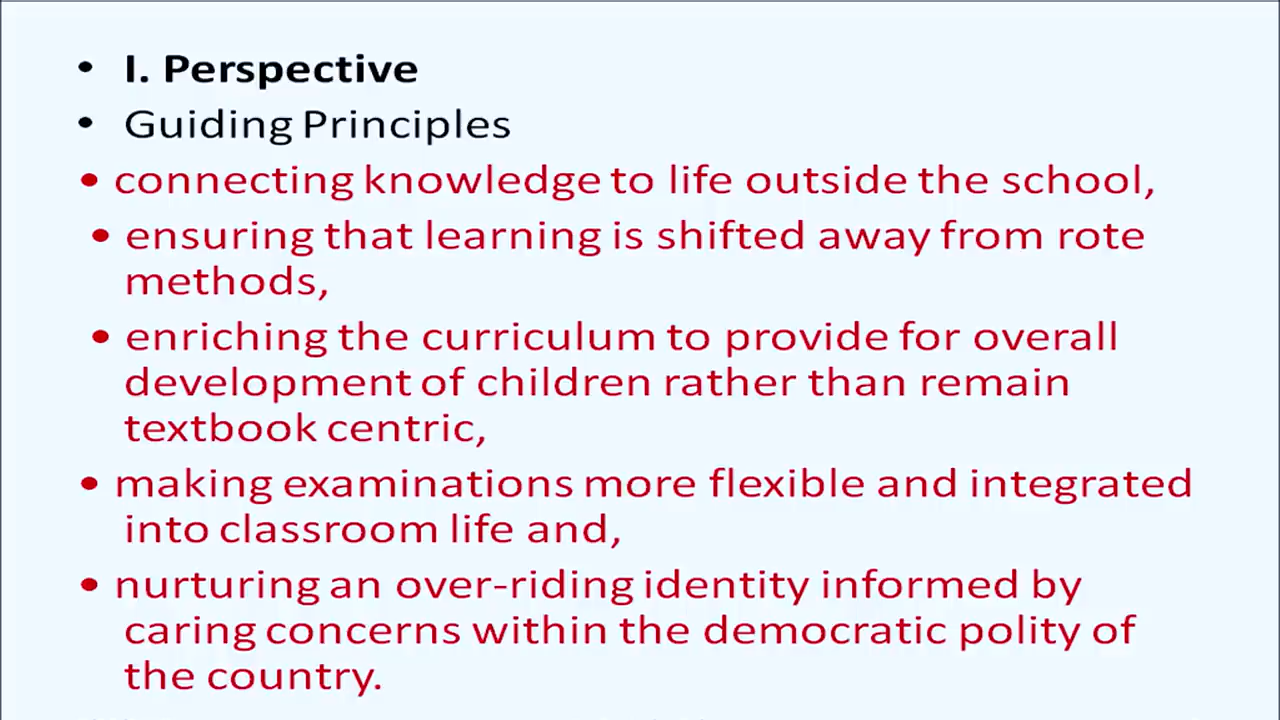 • I. Perspective
• Guiding Principles
• connecting knowledge to life outside the school,
• ensuring that learning is shifted away from rote
methods,
• enriching the curriculum to provide for overall
development of children rather than remain
textbook centric,
• making examinations more flexible and integrated
into classroom life and,
• nurturing an over-riding identity informed by
caring concerns within the democratic polity of
the country.